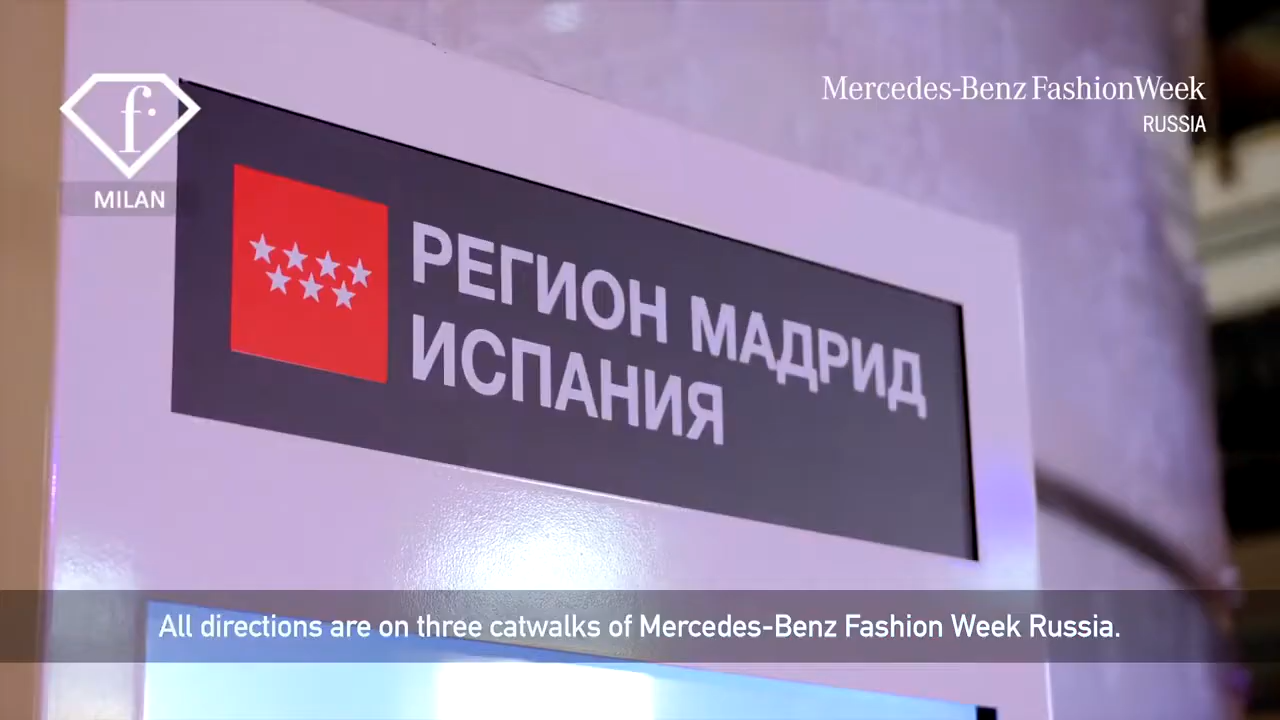 f.
MILAN
Mercedes-Benz FashionWeek
RUSSIA
РЕГИОН МАДРИД
ИСПАНИЯ
All directions are on three catwalks of Mercedes-Benz Fashion Week Russia.